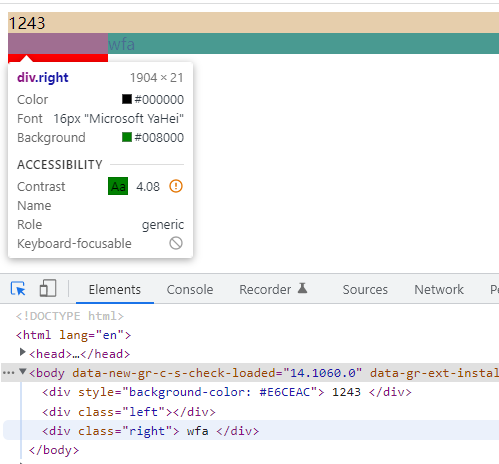 1243
wfa
div.right 1904 × 21
Color #000000
Font 16px "Microsoft YaHei"
Background #008000
ACCESSIBILITY
Contrast Aa 4.08
Name
Role generic
Keyboard-focusable
Elements Console Recorder Sources Network Pe
<!DOCTYPE html>
<html lang="en">
<head>…</head>
<body data-new-gr-c-s-check-loaded="14.1060.0" data-gr-ext-instal
<div style="background-color: #E6CEAC"> 1243 </div>
<div class="left"></div>
<div class="right"> wfa </div>
</body>